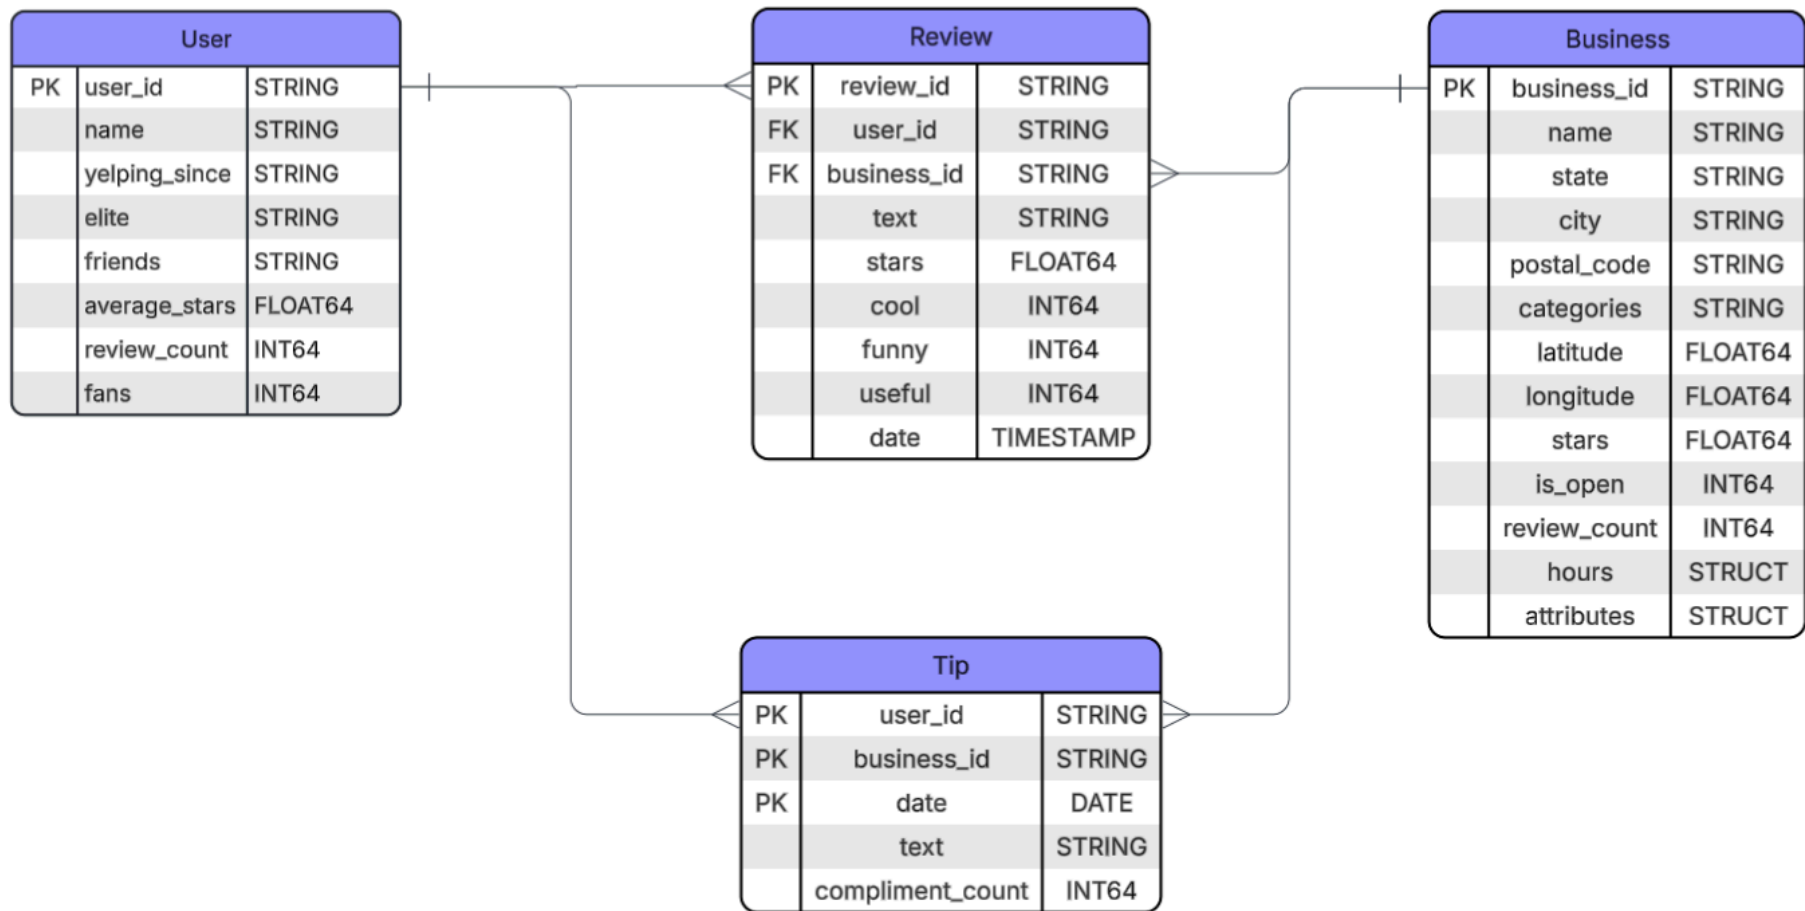 User
PK user_id STRING
name STRING
yelping_since STRING
elite STRING
friends STRING
average_stars FLOAT64
review_count INT64
fans INT64
Review
PK review_id STRING
FK user_id STRING
FK business_id STRING
text STRING
stars FLOAT64
cool INT64
funny INT64
useful INT64
date TIMESTAMP
Business
PK business_id STRING
name STRING
state STRING
city STRING
postal_code STRING
categories STRING
latitude FLOAT64
longitude FLOAT64
stars FLOAT64
is_open INT64
review_count INT64
hours STRUCT
attributes STRUCT
Tip
PK user_id STRING
PK business_id STRING
PK date DATE
text STRING
compliment_count INT64